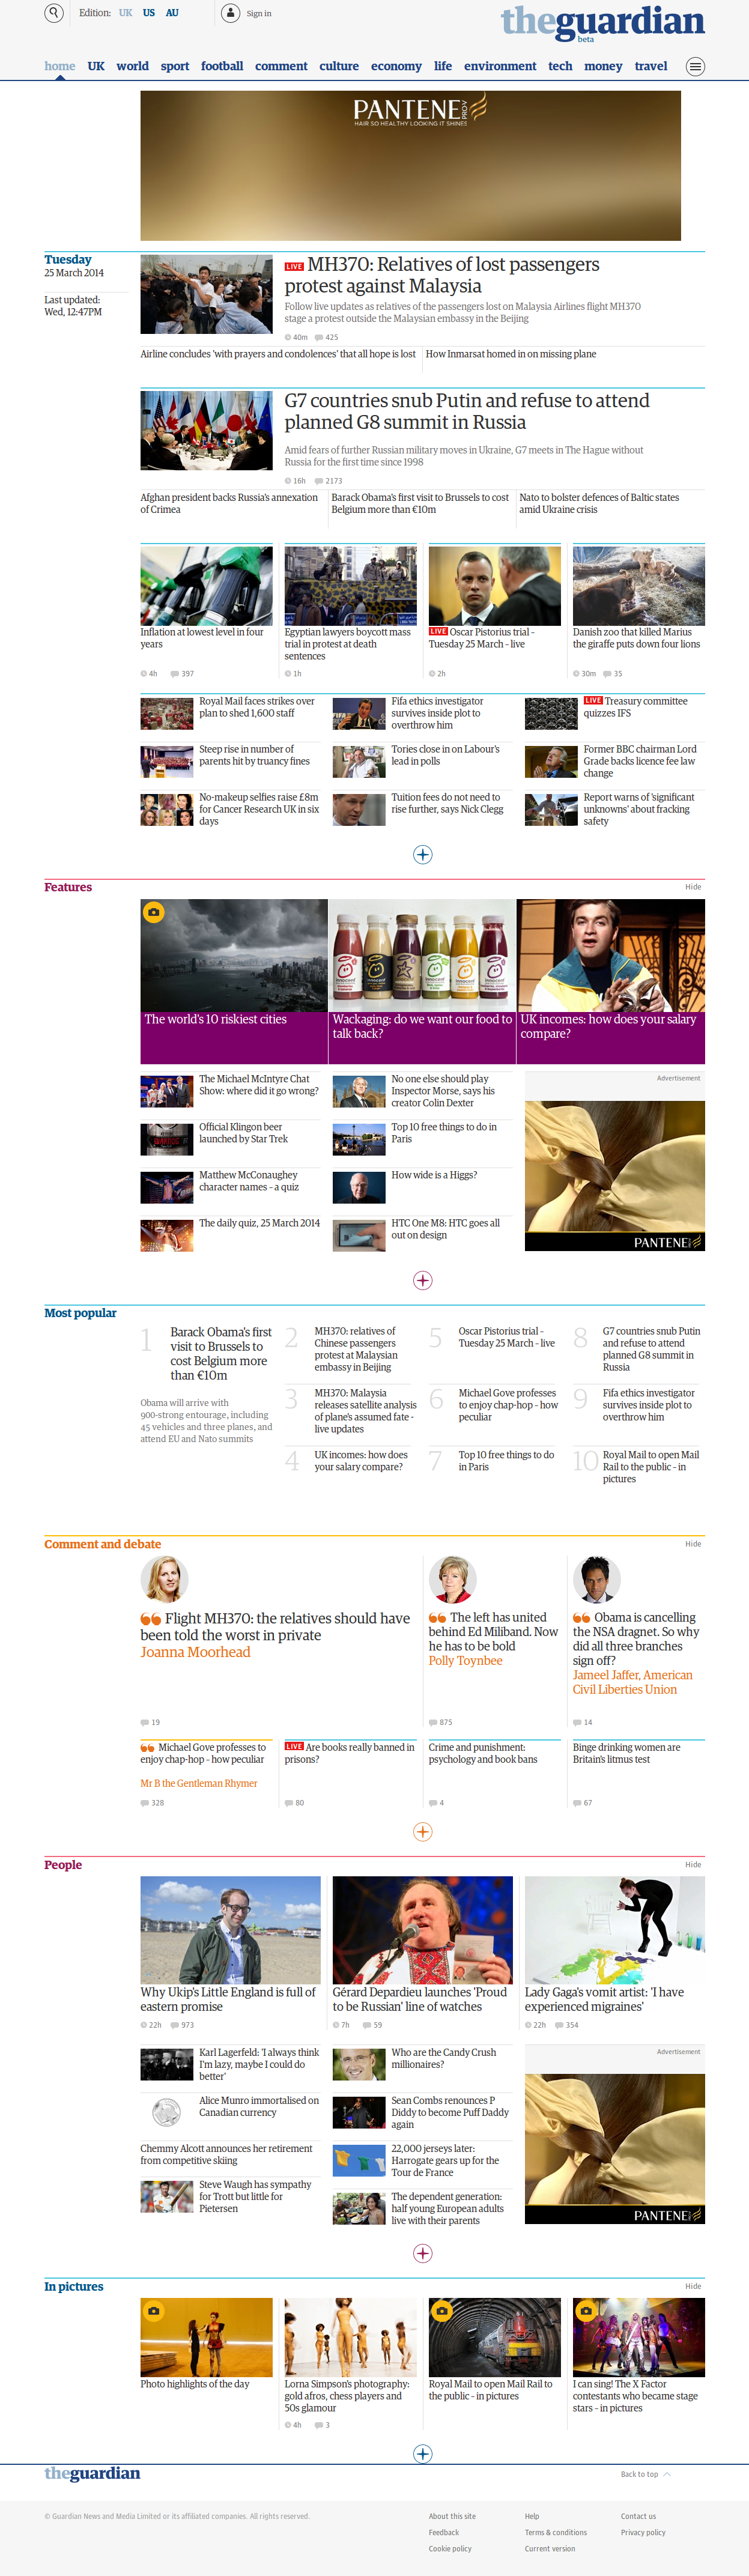 Edition: UK US AU
Sign in
theguardian
beta
home UK world sport football comment culture economy life environment tech money travel
PANTENE PRO-V
HAIR SO HEALTHY LOOKING IT SHINES
Tuesday
25 March 2014
Last updated:
Wed, 12:47PM
LIVE MH370: Relatives of lost passengers
protest against Malaysia
Follow live updates as relatives of the passengers lost on Malaysia Airlines flight MH370
stage a protest outside the Malaysian embassy in the Beijing
40m 425
Airline concludes 'with prayers and condolences' that all hope is lost
How Inmarsat homed in on missing plane
G7 countries snub Putin and refuse to attend
planned G8 summit in Russia
Amid fears of further Russian military moves in Ukraine, G7 meets in The Hague without
Russia for the first time since 1998
16h 2173
Afghan president backs Russia's annexation
of Crimea
Barack Obama's first visit to Brussels to cost
Belgium more than €10m
Nato to bolster defences of Baltic states
amid Ukraine crisis
Inflation at lowest level in four
years
4h 397
Egyptian lawyers boycott mass
trial in protest at death
sentences
1h
LIVE Oscar Pistorius trial –
Tuesday 25 March – live
2h
Danish zoo that killed Marius
the giraffe puts down four lions
30m 35
Royal Mail faces strikes over
plan to shed 1,600 staff
Fifa ethics investigator
survives inside plot to
overthrow him
LIVE Treasury committee
quizzes IFS
Steep rise in number of
parents hit by truancy fines
Tories close in on Labour's
lead in polls
Former BBC chairman Lord
Grade backs licence fee law
change
No-makeup selfies raise £8m
for Cancer Research UK in six
days
Tuition fees do not need to
rise further, says Nick Clegg
Report warns of 'significant
unknowns' about fracking
safety
Features
Hide
The world's 10 riskiest cities
Wackaging: do we want our food to
talk back?
UK incomes: how does your salary
compare?
The Michael McIntyre Chat
Show: where did it go wrong?
No one else should play
Inspector Morse, says his
creator Colin Dexter
Advertisement
Official Klingon beer
launched by Star Trek
Top 10 free things to do in
Paris
Matthew McConaughey
character names – a quiz
How wide is a Higgs?
The daily quiz, 25 March 2014
HTC One M8: HTC goes all
out on design
PANTENE
Most popular
1
Barack Obama's first
visit to Brussels to
cost Belgium more
than €10m
Obama will arrive with
900-strong entourage, including
45 vehicles and three planes, and
attend EU and Nato summits
2
MH370: relatives of
Chinese passengers
protest at Malaysian
embassy in Beijing
3
MH370: Malaysia
releases satellite analysis
of plane's assumed fate -
live updates
4
UK incomes: how does
your salary compare?
5
Oscar Pistorius trial –
Tuesday 25 March – live
6
Michael Gove professes
to enjoy chap-hop – how
peculiar
7
Top 10 free things to do
in Paris
8
G7 countries snub Putin
and refuse to attend
planned G8 summit in
Russia
9
Fifa ethics investigator
survives inside plot to
overthrow him
10
Royal Mail to open Mail
Rail to the public – in
pictures
Comment and debate
Hide
Flight MH370: the relatives should have
been told the worst in private
Joanna Moorhead
19
The left has united
behind Ed Miliband. Now
he has to be bold
Polly Toynbee
875
Obama is cancelling
the NSA dragnet. So why
did all three branches
sign off?
Jameel Jaffer, American
Civil Liberties Union
14
Michael Gove professes to
enjoy chap-hop – how peculiar
Mr B the Gentleman Rhymer
328
LIVE Are books really banned in
prisons?
80
Crime and punishment:
psychology and book bans
4
Binge drinking women are
Britain's litmus test
67
People
Hide
Why Ukip's Little England is full of
eastern promise
22h 973
Gérard Depardieu launches 'Proud
to be Russian' line of watches
7h 59
Lady Gaga's vomit artist: 'I have
experienced migraines'
22h 354
Karl Lagerfeld: 'I always think
I'm lazy, maybe I could do
better'
Who are the Candy Crush
millionaires?
Advertisement
Alice Munro immortalised on
Canadian currency
Sean Combs renounces P
Diddy to become Puff Daddy
again
Chemmy Alcott announces her retirement
from competitive skiing
22,000 jerseys later:
Harrogate gears up for the
Tour de France
Steve Waugh has sympathy
for Trott but little for
Pietersen
The dependent generation:
half young European adults
live with their parents
PANTENE
In pictures
Hide
Photo highlights of the day
Lorna Simpson's photography:
gold afros, chess players and
50s glamour
4h 3
Royal Mail to open Mail Rail to
the public – in pictures
I can sing! The X Factor
contestants who became stage
stars – in pictures
theguardian
Back to top
© Guardian News and Media Limited or its affiliated companies. All rights reserved.
About this site
Help
Contact us
Feedback
Terms & conditions
Privacy policy
Cookie policy
Current version